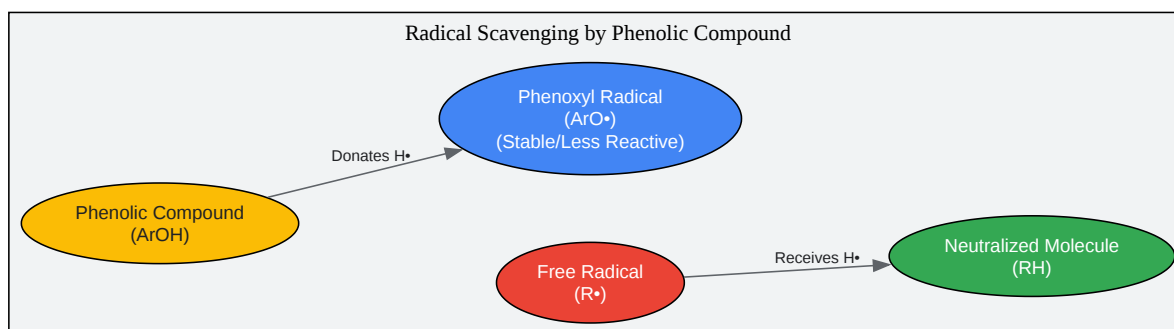 Radical Scavenging by Phenolic Compound
Phenoxyl Radical
(ArO•)
(Stable/Less Reactive)
Donates H•
Phenolic Compound
(ArOH)
Free Radical
(R•)
Receives H•
Neutralized Molecule
(RH)